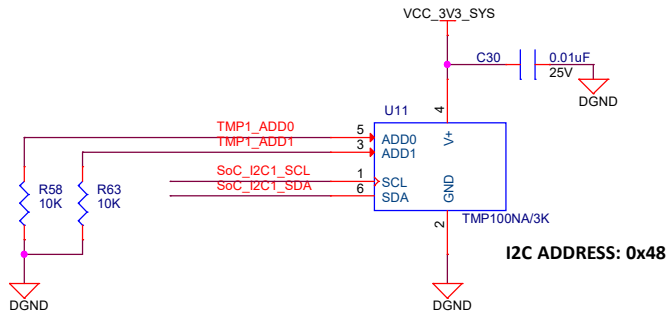 VCC_3V3_SYS
C30
0.01uF
25V
DGND
U11
4
TMP1_ADD0
5
ADD0
V+
TMP1_ADD1
3
ADD1
R58
10K
R63
10K
SoC_I2C1_SCL
1
SCL
SoC_I2C1_SDA
6
SDA
GND
TMP100NA/3K
2
I2C ADDRESS: 0x48
DGND
DGND